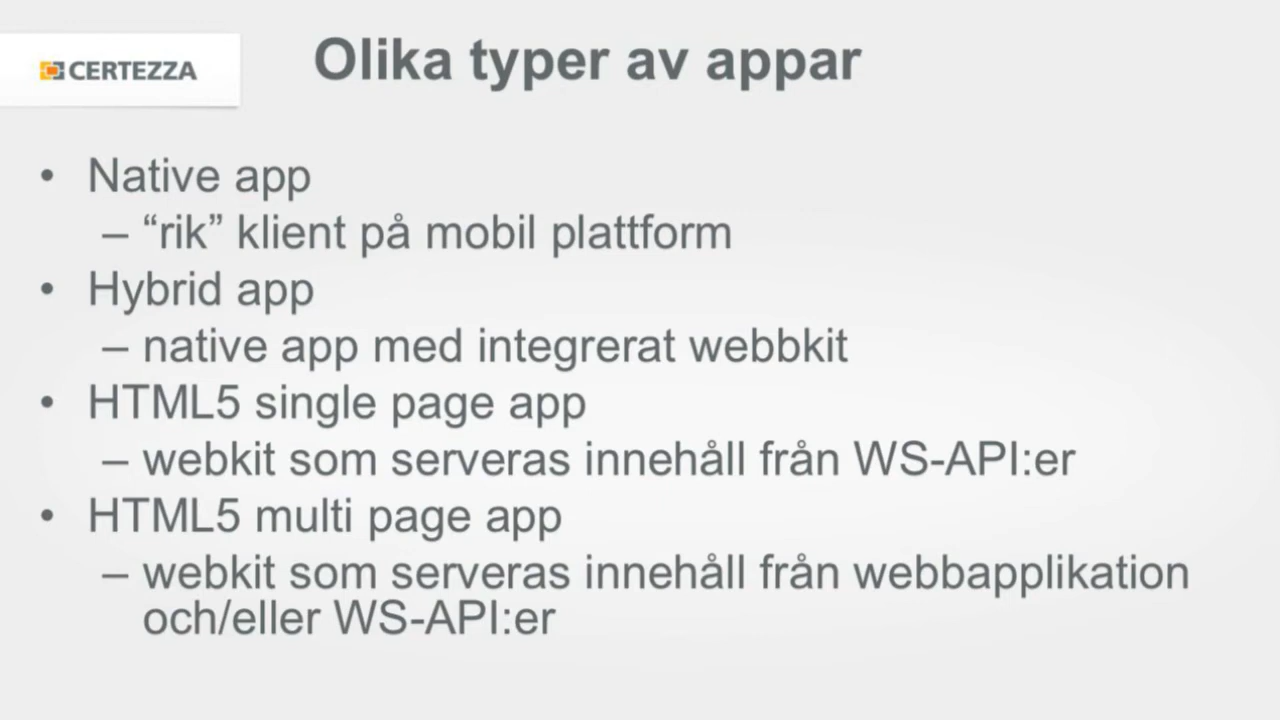 CERTEZZA
Olika typer av appar
• Native app
– “rik” klient på mobil plattform
• Hybrid app
– native app med integrerat webbkit
• HTML5 single page app
– webkit som serveras innehåll från WS-API:er
• HTML5 multi page app
– webkit som serveras innehåll från webbapplikation
och/eller WS-API:er